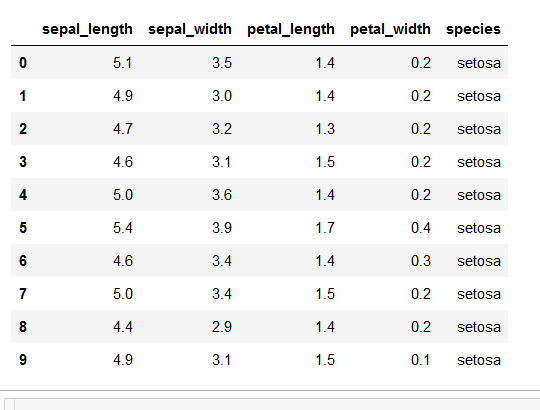 sepal_length sepal_width petal_length petal_width species
0 5.1 3.5 1.4 0.2 setosa
1 4.9 3.0 1.4 0.2 setosa
2 4.7 3.2 1.3 0.2 setosa
3 4.6 3.1 1.5 0.2 setosa
4 5.0 3.6 1.4 0.2 setosa
5 5.4 3.9 1.7 0.4 setosa
6 4.6 3.4 1.4 0.3 setosa
7 5.0 3.4 1.5 0.2 setosa
8 4.4 2.9 1.4 0.2 setosa
9 4.9 3.1 1.5 0.1 setosa